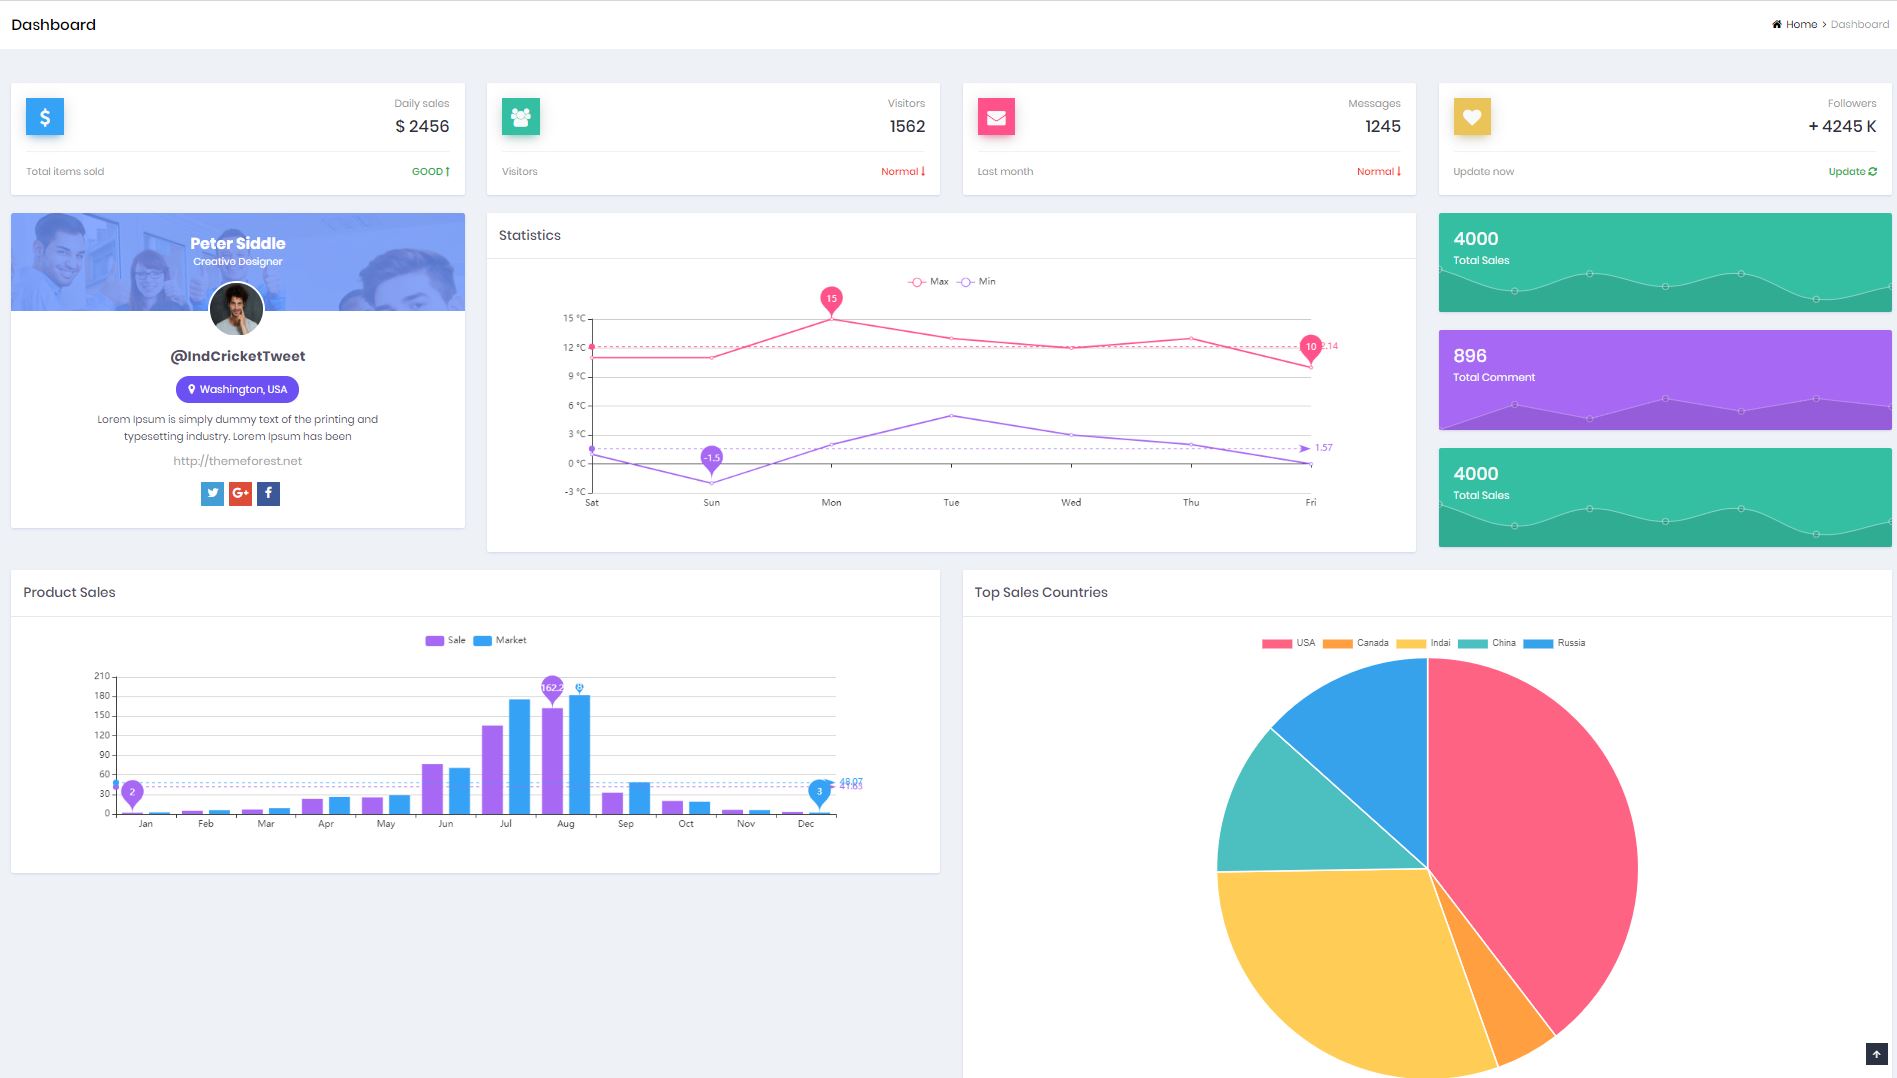 Dashboard
Home > Dashboard
Daily sales
$ 2456
Total items sold
GOOD
Visitors
1562
Visitors
Normal
Messages
1245
Last month
Normal
Followers
+ 4245 K
Update now
Update
Peter Siddle
Creative Designer
@IndCricketTweet
Washington, USA
Lorem Ipsum is simply dummy text of the printing and
typesetting industry. Lorem Ipsum has been
http://themeforest.net
G+
f
Statistics
Max Min
15
15 °C
12 °C
10
9 °C
6 °C
3 °C
1.57
-1.5
0 °C
-3 °C
Sat Sun Mon Tue Wed Thu Fri
4000
Total Sales
896
Total Comment
4000
Total Sales
Product Sales
Sale Market
210
180
162.2
150
120
90
60
48.07
41.63
30
2
3
0
Jan Feb Mar Apr May Jun Jul Aug Sep Oct Nov Dec
Top Sales Countries
USA Canada Indai China Russia